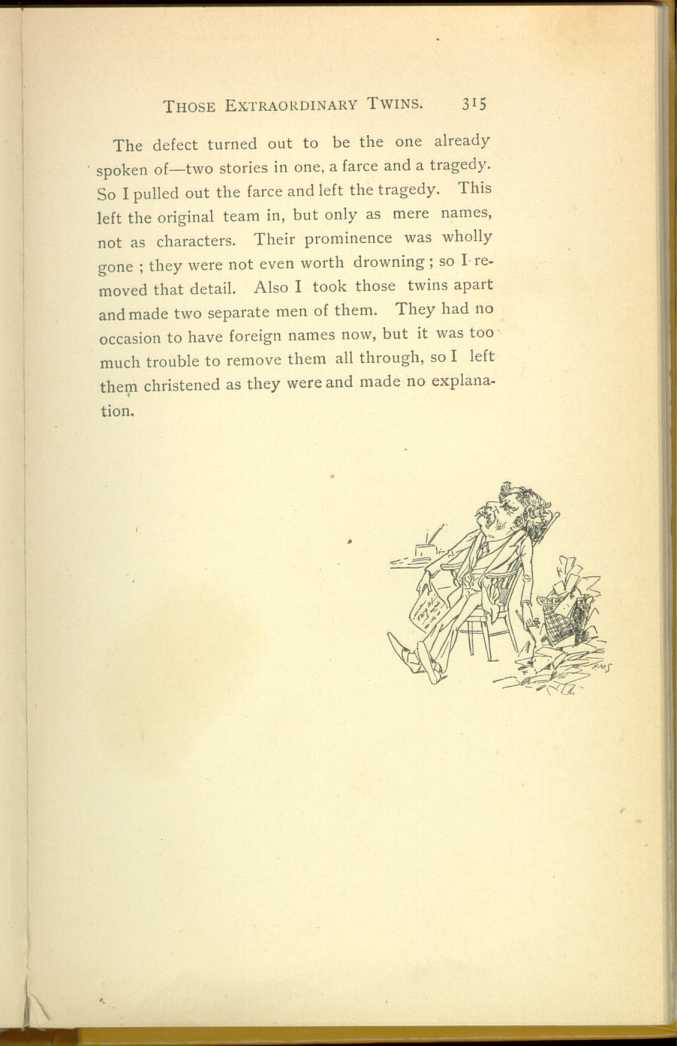 THOSE EXTRAORDINARY TWINS. 315
The defect turned out to be the one already
spoken of—two stories in one, a farce and a tragedy.
So I pulled out the farce and left the tragedy. This
left the original team in, but only as mere names,
not as characters. Their prominence was wholly
gone ; they were not even worth drowning ; so I re-
moved that detail. Also I took those twins apart
and made two separate men of them. They had no
occasion to have foreign names now, but it was too
much trouble to remove them all through, so I left
them christened as they were and made no explana-
tion.